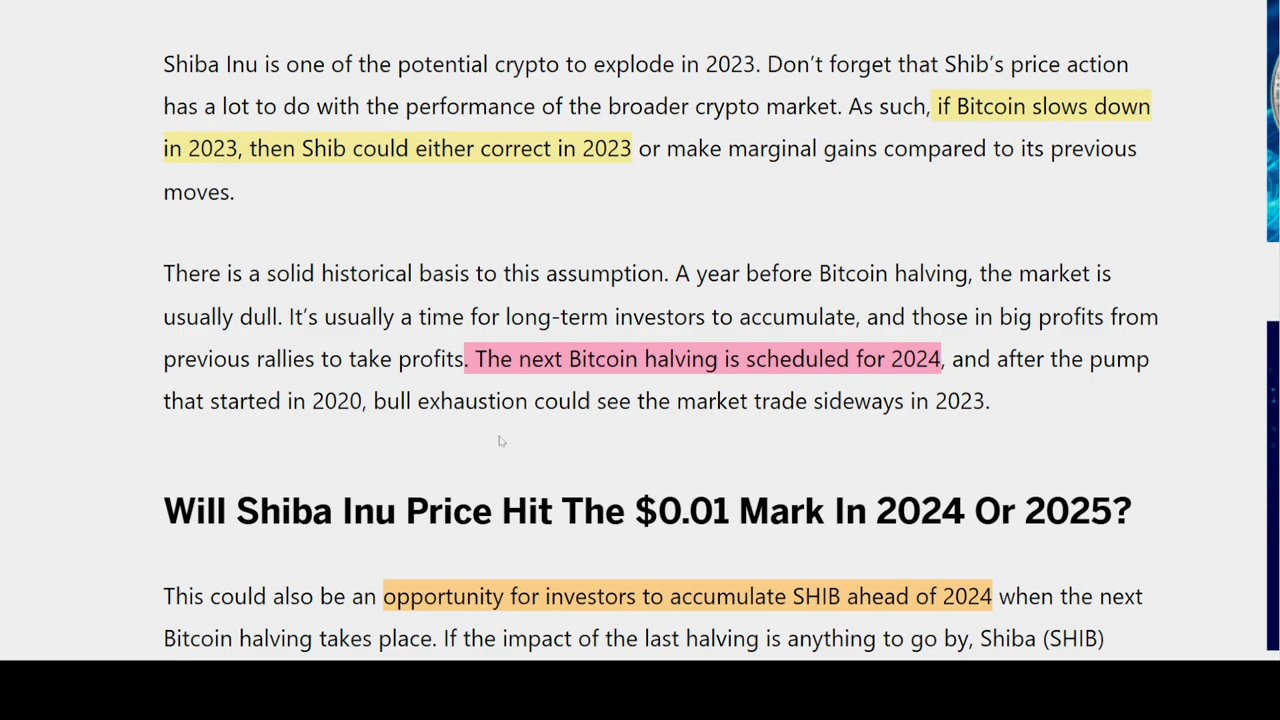 Shiba Inu is one of the potential crypto to explode in 2023. Don’t forget that Shib’s price action
has a lot to do with the performance of the broader crypto market. As such, if Bitcoin slows down
in 2023, then Shib could either correct in 2023 or make marginal gains compared to its previous
moves.
There is a solid historical basis to this assumption. A year before Bitcoin halving, the market is
usually dull. It’s usually a time for long-term investors to accumulate, and those in big profits from
previous rallies to take profits. The next Bitcoin halving is scheduled for 2024, and after the pump
that started in 2020, bull exhaustion could see the market trade sideways in 2023.
Will Shiba Inu Price Hit The $0.01 Mark In 2024 Or 2025?
This could also be an opportunity for investors to accumulate SHIB ahead of 2024 when the next
Bitcoin halving takes place. If the impact of the last halving is anything to go by, Shiba (SHIB)